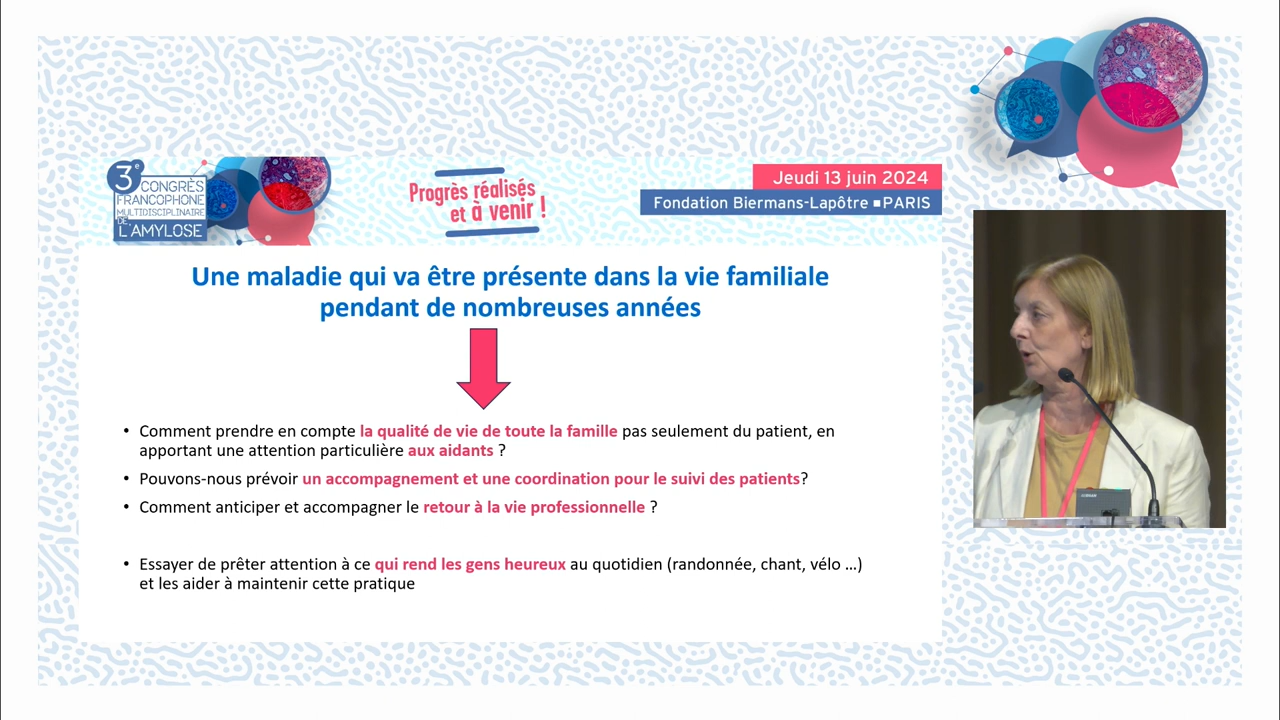 3e
CONGRÈS
FRANCOPHONE
MULTIDISCIPLINAIRE
DE
L'AMYLOSE
Progrès réalisés
et à venir !
Jeudi 13 juin 2024
Fondation Biermans-Lapôtre ■ PARIS
Une maladie qui va être présente dans la vie familiale
pendant de nombreuses années
• Comment prendre en compte la qualité de vie de toute la famille pas seulement du patient, en
apportant une attention particulière aux aidants ?
• Pouvons-nous prévoir un accompagnement et une coordination pour le suivi des patients?
• Comment anticiper et accompagner le retour à la vie professionnelle ?
• Essayer de prêter attention à ce qui rend les gens heureux au quotidien (randonnée, chant, vélo ...)
et les aider à maintenir cette pratique